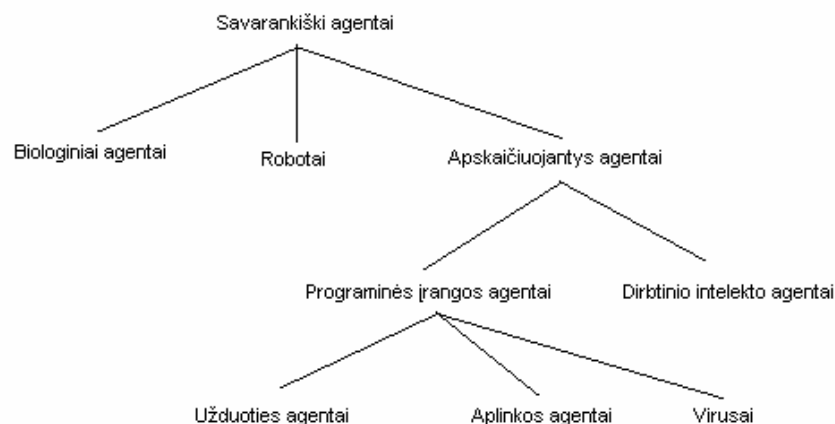 Savarankiški agentai
Biologiniai agentai
Robotai
Apskaičiuojantys agentai
Programinės įrangos agentai
Dirbtinio intelekto agentai
Užduoties agentai
Aplinkos agentai
Virusai